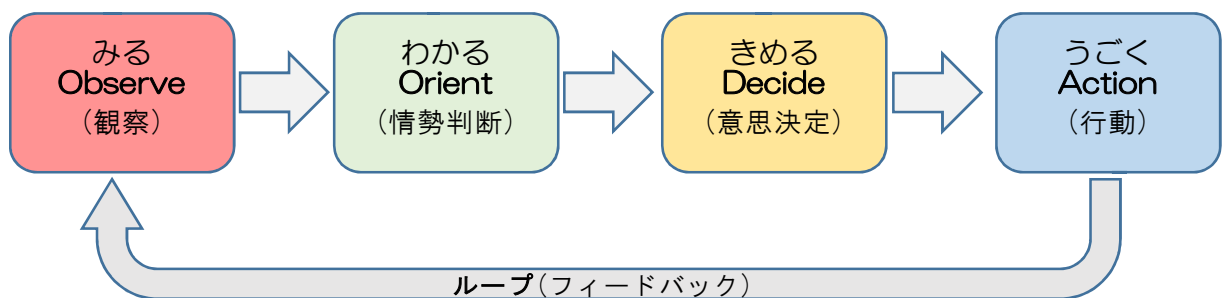 みる
Observe
（観察）
わかる
Orient
（情勢判断）
きめる
Decide
（意思決定）
うごく
Action
（行動）
ループ（フィードバック）